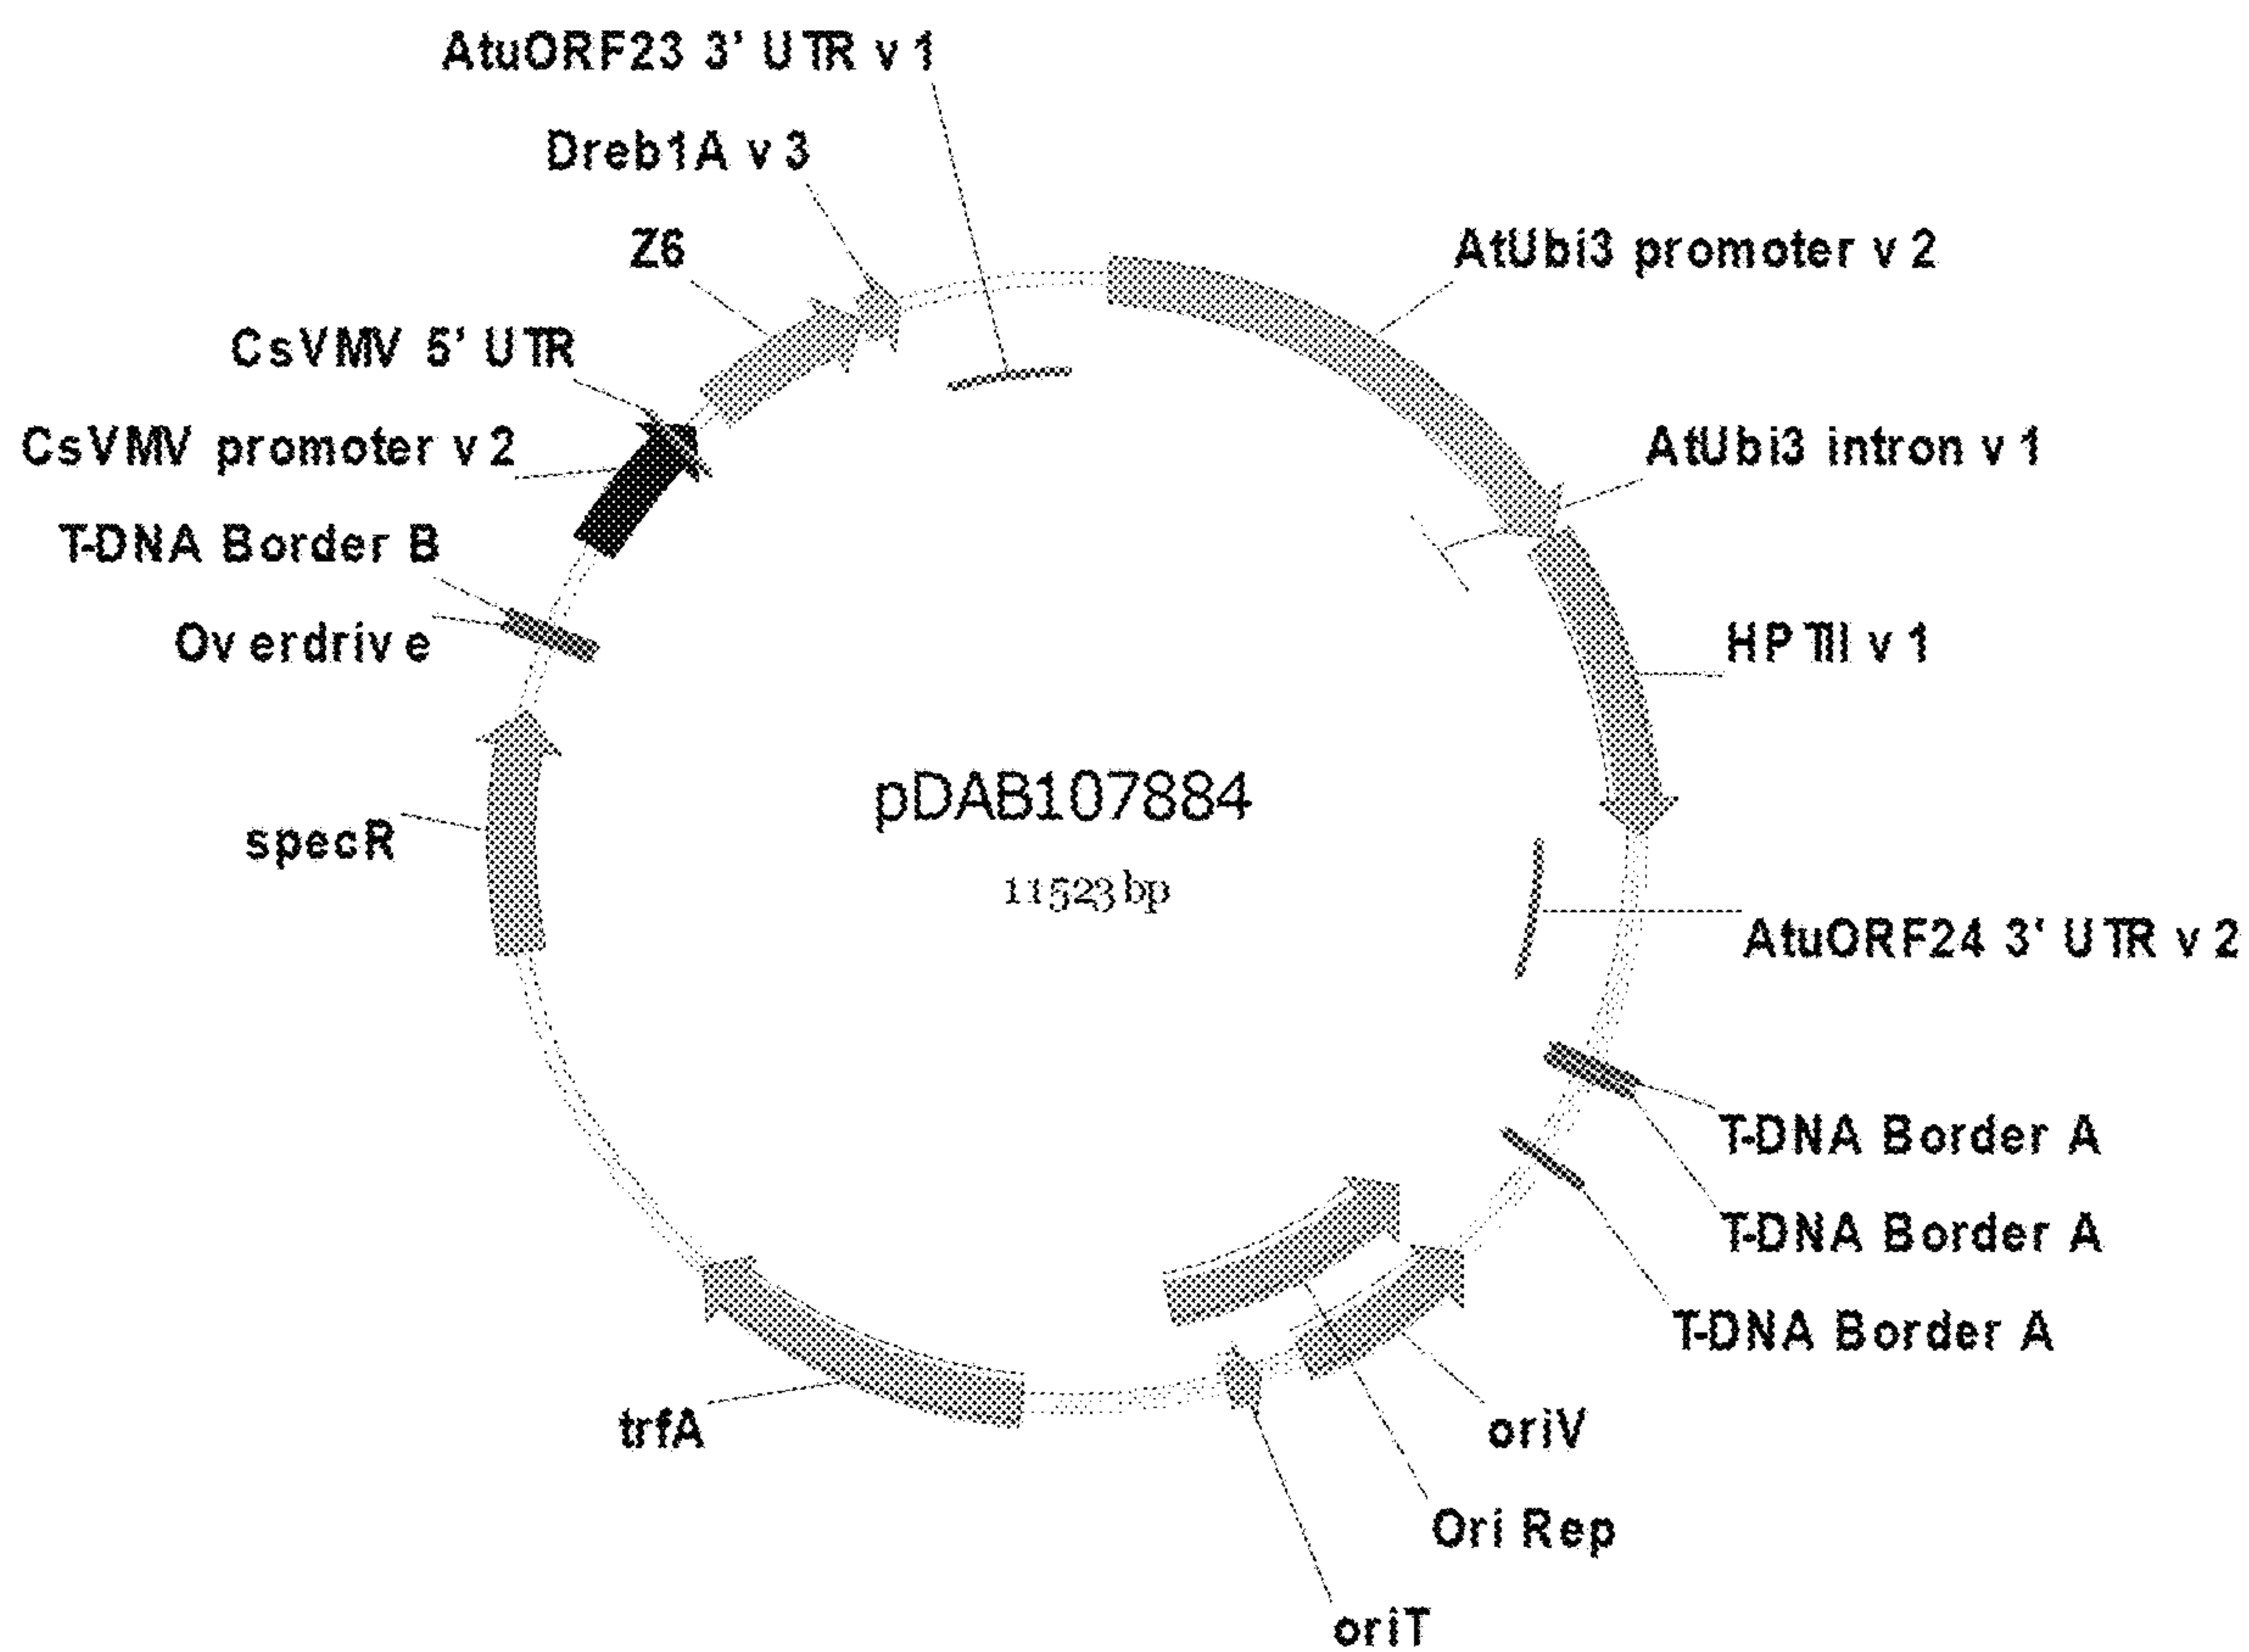 AtuORF23 3' UTR v 1
Dreb1A v 3
Z6
AtUbi3 promoter v 2
CsVMV 5' UTR
CsVMV promoter v 2
AtUbi3 intron v 1
T-DNA Border B
Overdrive
HPTII v 1
pDAB107884
specR
11523 bp
AtuORF24 3' UTR v 2
T-DNA Border A
T-DNA Border A
T-DNA Border A
trfA
oriV
Ori Rep
oriT